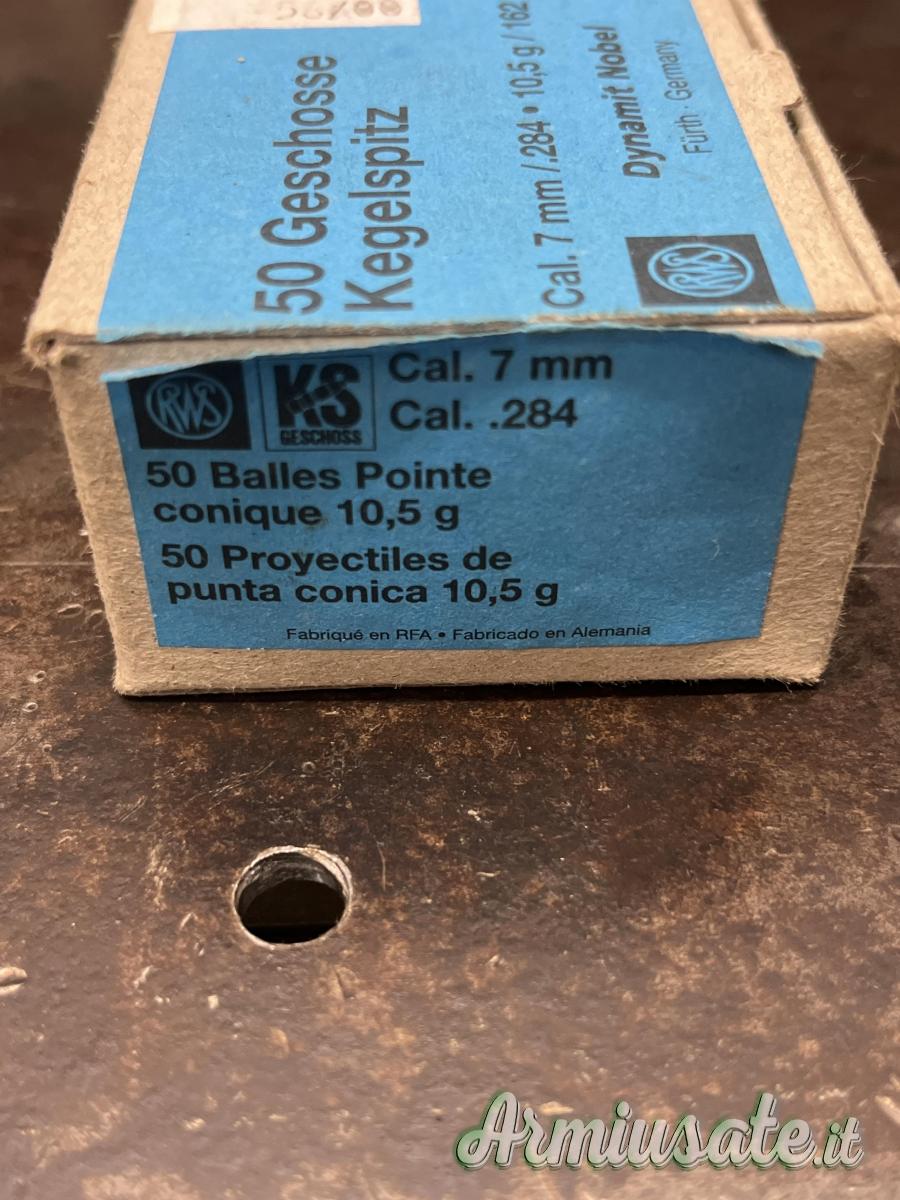 50 Geschosse
Kegelspitz
Cal. 7 mm /.284 • 10,5 g / 162
Dynamit Nobel
Fürth · Germany
RWS
RWS
KS
GESCHOSS
Cal. 7 mm
Cal. .284
50 Balles Pointe
conique 10,5 g
50 Proyectiles de
punta conica 10,5 g
Fabriqué en RFA • Fabricado en Alemania
Armiusate.it